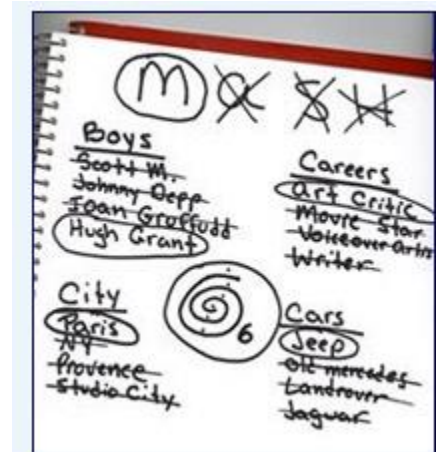 M a S H
Boys
Scott M.
Johnny Depp
Ioan Gruffudd
Hugh Grant
Careers
Art Critic
Movie Star
Voiceover Artis
Writer
City
Paris
NY
Provence
Studio City
6
Cars
Jeep
old mercedes
Landrover
Jaguar